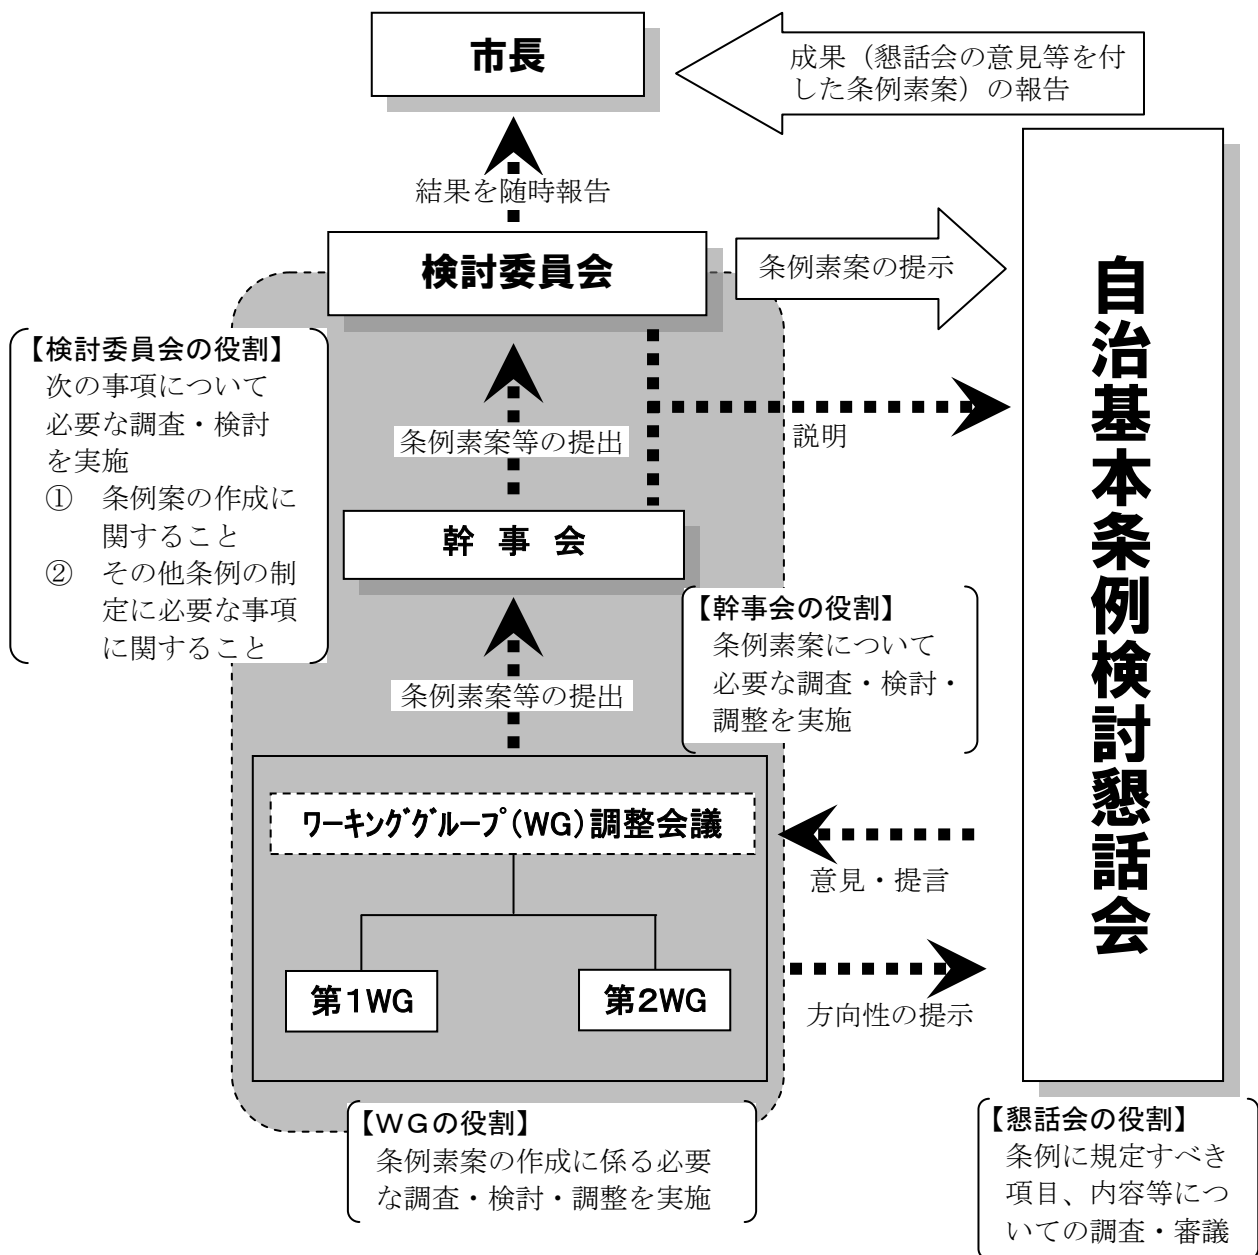 市長
成果（懇話会の意見等を付
した条例素案）の報告
結果を随時報告
検討委員会
条例素案の提示
自治基本条例検討懇話会
【検討委員会の役割】
次の事項について
必要な調査・検討
を実施
①　条例案の作成に
関すること
②　その他条例の制
定に必要な事項
に関すること
条例素案等の提出
説明
幹　事　会
【幹事会の役割】
条例素案について
必要な調査・検討・
調整を実施
条例素案等の提出
ﾜｰｷﾝｸﾞｸﾞﾙｰﾌﾟ(WG)調整会議
意見・提言
第１WG
第２WG
方向性の提示
【ＷＧの役割】
条例素案の作成に係る必要
な調査・検討・調整を実施
【懇話会の役割】
条例に規定すべき
項目、内容等につ
いての調査・審議